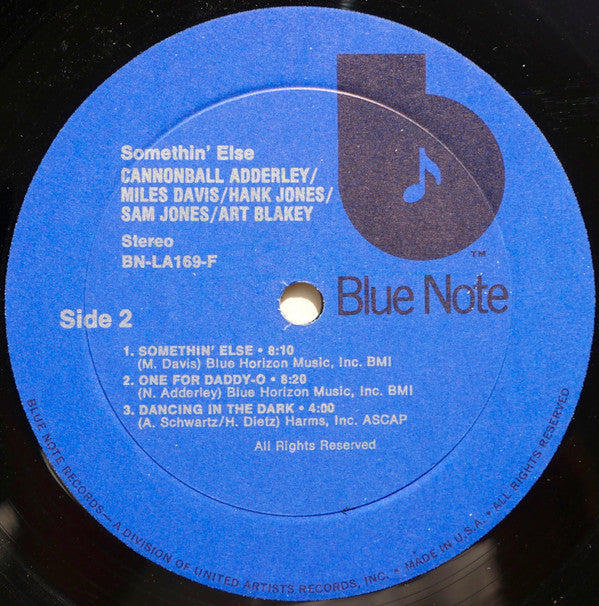 Somethin' Else
CANNONBALL ADDERLEY/
MILES DAVIS/HANK JONES/
SAM JONES/ART BLAKEY
Stereo
BN-LA169-F
b
TM
Blue Note
Side 2
1. SOMETHIN' ELSE • 8:10
(M. Davis) Blue Horizon Music, Inc. BMI
2. ONE FOR DADDY-O • 8:20
(N. Adderley) Blue Horizon Music, Inc. BMI
3. DANCING IN THE DARK • 4:00
(A. Schwartz/H. Dietz) Harms, Inc. ASCAP
All Rights Reserved
BLUE NOTE RECORDS—A DIVISION OF UNITED ARTISTS RECORDS, INC. • MADE IN U.S.A. • ALL RIGHTS RESERVED